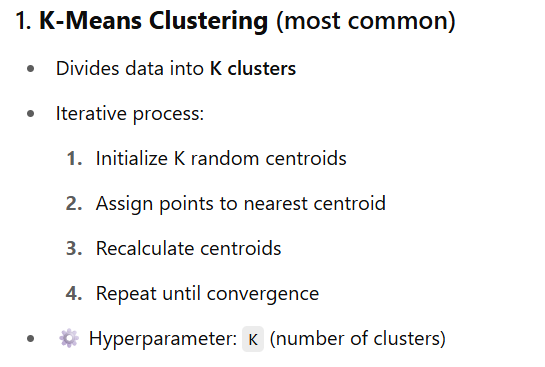 1. K-Means Clustering (most common)
• Divides data into K clusters
• Iterative process:
1. Initialize K random centroids
2. Assign points to nearest centroid
3. Recalculate centroids
4. Repeat until convergence
• ⚙️ Hyperparameter: K (number of clusters)